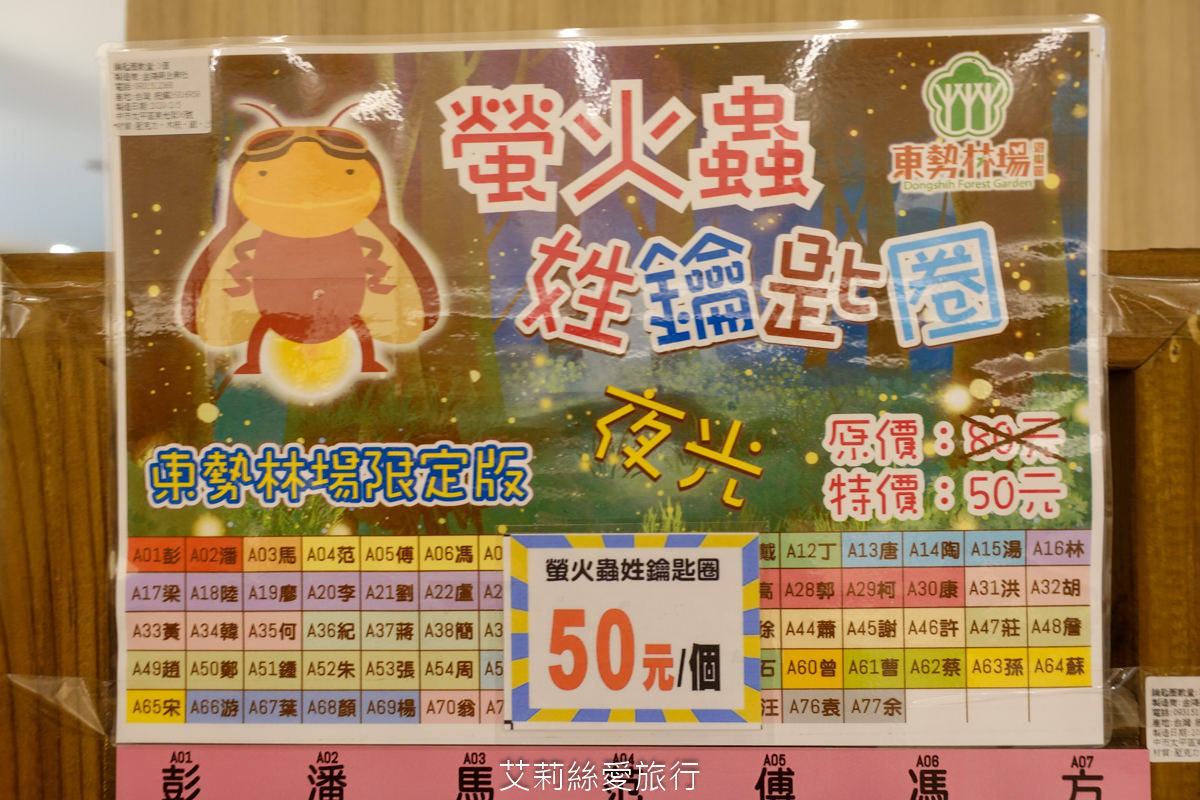 螢火蟲
東勢林場
遊樂區
Dongshih Forest Garden
姓鑰匙圈
夜光
東勢林場限定版
原價：80元
特價：50元
A01彭 A02潘 A03馬 A04范 A05傅 A06馮 戴 A12丁 A13唐 A14陶 A15湯 A16林
A17梁 A18陸 A19廖 A20李 A21劉 A22盧 高 A28郭 A29柯 A30康 A31洪 A32胡
A33黃 A34韓 A35何 A36紀 A37蔣 A38簡 徐 A44蕭 A45謝 A46許 A47莊 A48詹
A49趙 A50鄭 A51鍾 A52朱 A53張 A54周 石 A60曾 A61曹 A62蔡 A63孫 A64蘇
A65宋 A66游 A67葉 A68顏 A69楊 A70翁 汪 A76袁 A77余
螢火蟲姓鑰匙圈
50元/個
A01 A02 A03 A04 A05 A06 A07
彭 潘 馬 范 傅 馮 方
艾莉絲愛旅行